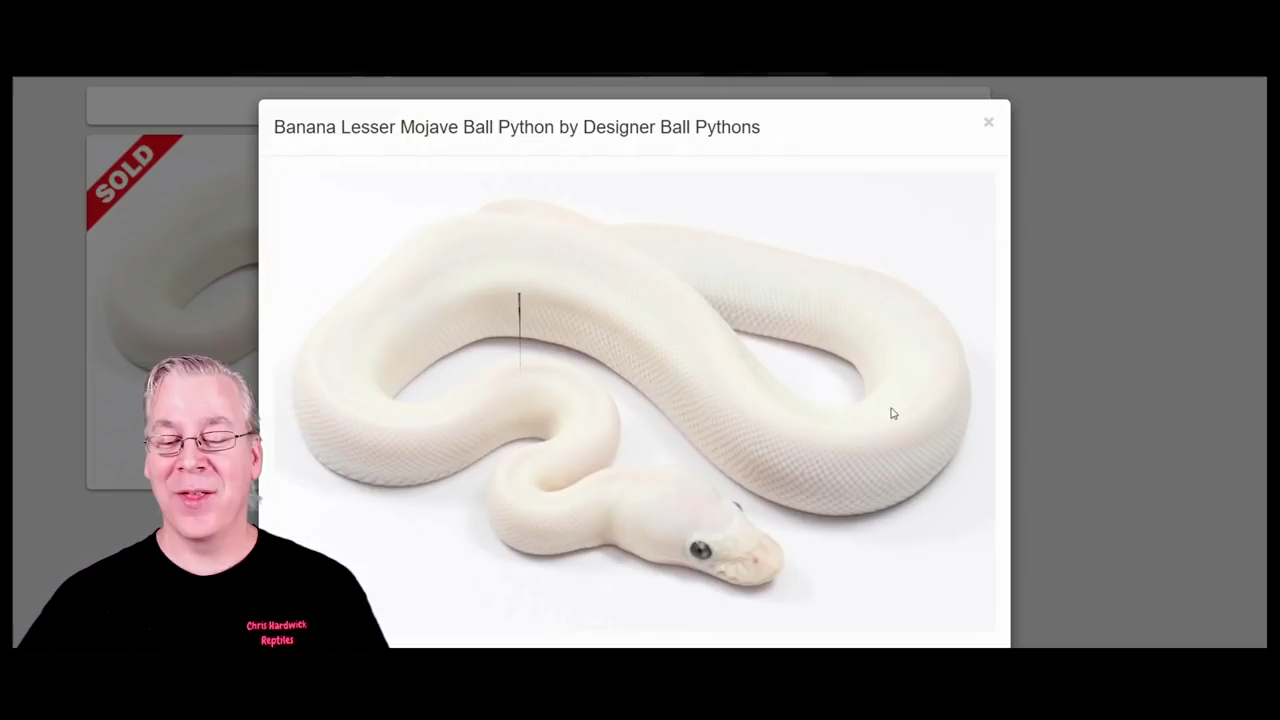 Banana Lesser Mojave Ball Python by Designer Ball Pythons
×
SOLD
Chris Hardwick
Reptiles